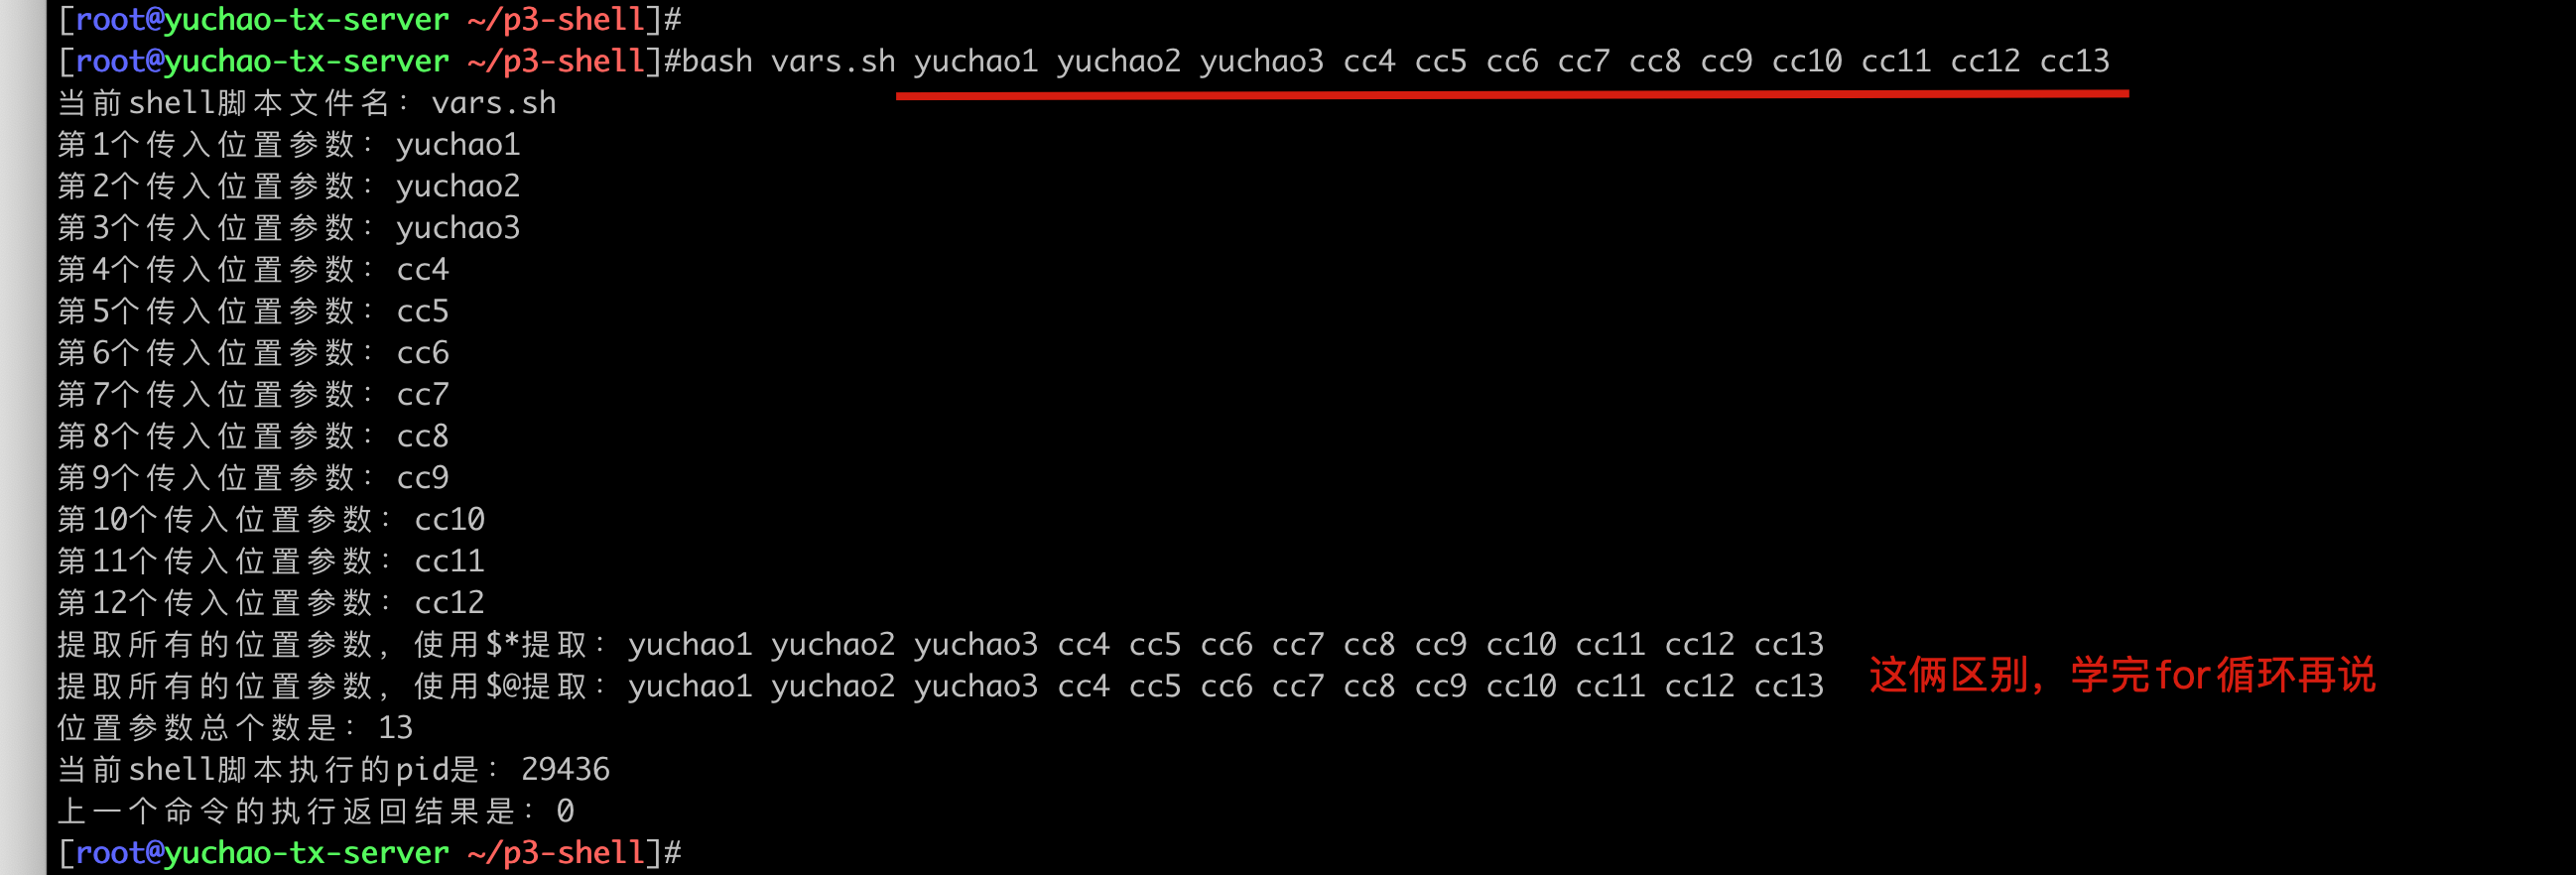 [root@yuchao-tx-server ~/p3-shell]#
[root@yuchao-tx-server ~/p3-shell]#bash vars.sh yuchao1 yuchao2 yuchao3 cc4 cc5 cc6 cc7 cc8 cc9 cc10 cc11 cc12 cc13
当前shell脚本文件名：vars.sh
第1个传入位置参数：yuchao1
第2个传入位置参数：yuchao2
第3个传入位置参数：yuchao3
第4个传入位置参数：cc4
第5个传入位置参数：cc5
第6个传入位置参数：cc6
第7个传入位置参数：cc7
第8个传入位置参数：cc8
第9个传入位置参数：cc9
第10个传入位置参数：cc10
第11个传入位置参数：cc11
第12个传入位置参数：cc12
提取所有的位置参数，使用$*提取：yuchao1 yuchao2 yuchao3 cc4 cc5 cc6 cc7 cc8 cc9 cc10 cc11 cc12 cc13
提取所有的位置参数，使用$@提取：yuchao1 yuchao2 yuchao3 cc4 cc5 cc6 cc7 cc8 cc9 cc10 cc11 cc12 cc13
这俩区别，学完for循环再说
位置参数总个数是：13
当前shell脚本执行的pid是：29436
上一个命令的执行返回结果是：0
[root@yuchao-tx-server ~/p3-shell]#